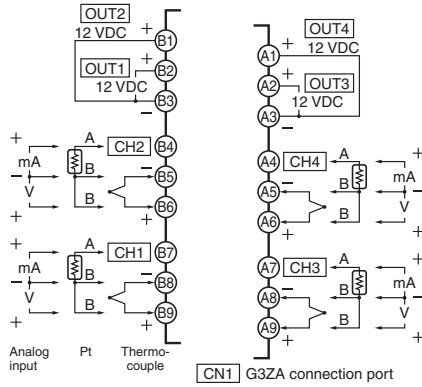 OUT2
12 VDC
+
B1
OUT1
+
B2
12 VDC
B3
−
B4
A
CH2
+
mA
−
V
+
B
B
−
B5
B6
+
B7
A
CH1
+
mA
−
V
+
B
B
−
B8
B9
+
Analog input
Pt
Thermo-
couple
OUT4
+
12 VDC
A1
+
OUT3
A2
12 VDC
A3
−
A4
CH4
A
+
mA
−
V
+
−
A5
B
B
A6
+
A7
CH3
A
+
mA
−
V
+
−
A8
B
B
A9
+
CN1 G3ZA connection port